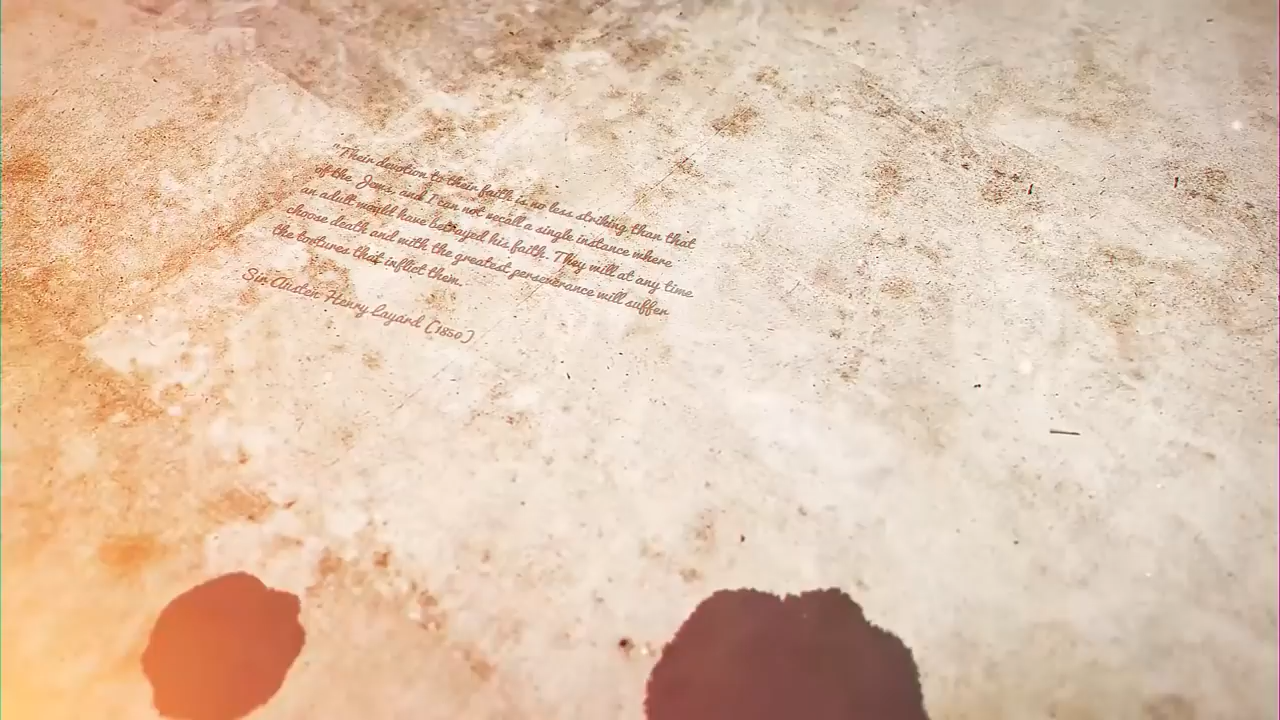 "Their devotion to their faith is no less striking than that
of the Jews, and I can not recall a single instance where
an adult would have betrayed his faith. They will at any time
choose death and with the greatest perseverance will suffer
the tortures that inflict them.
Sir Austen Henry Layard (1850)